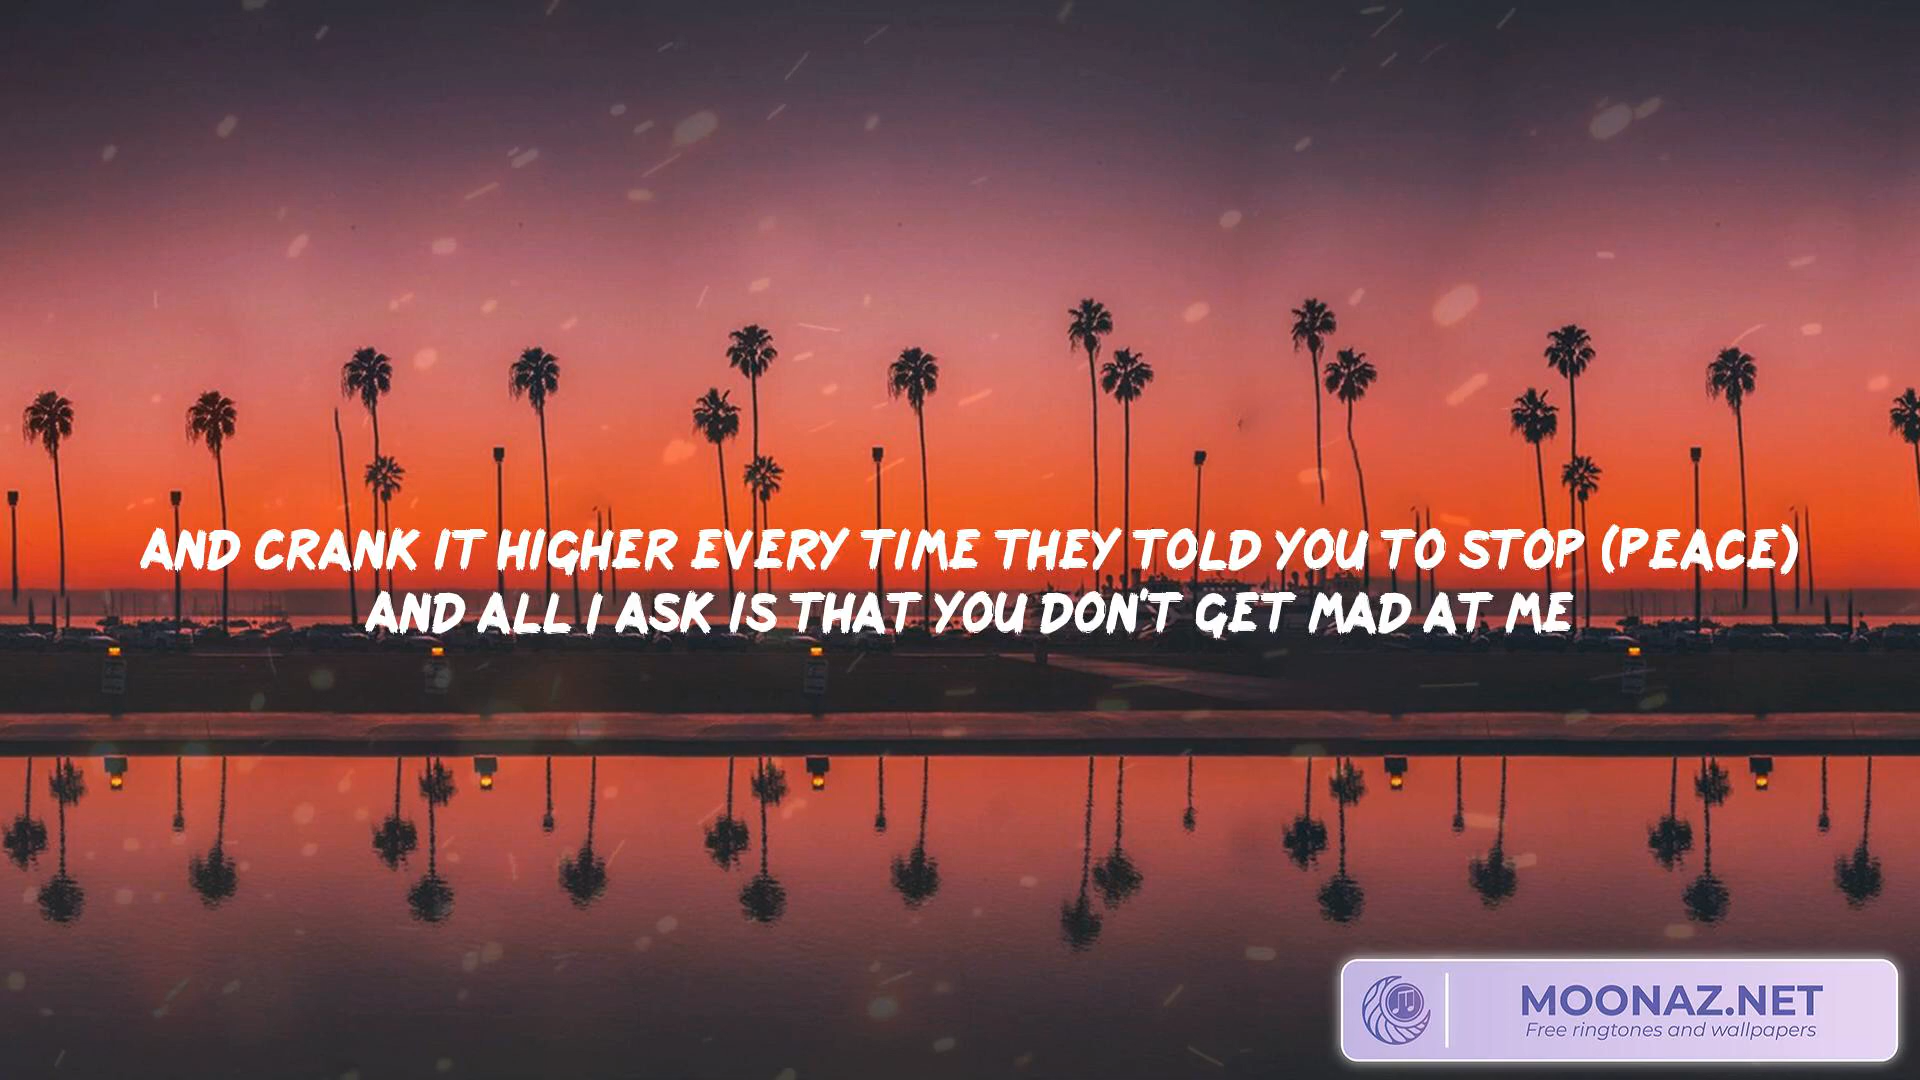 AND CRANK IT HIGHER EVERY TIME THEY TOLD YOU TO STOP (PEACE)
AND ALL I ASK IS THAT YOU DON'T GET MAD AT ME
MOONAZ.NET
Free ringtones and wallpapers